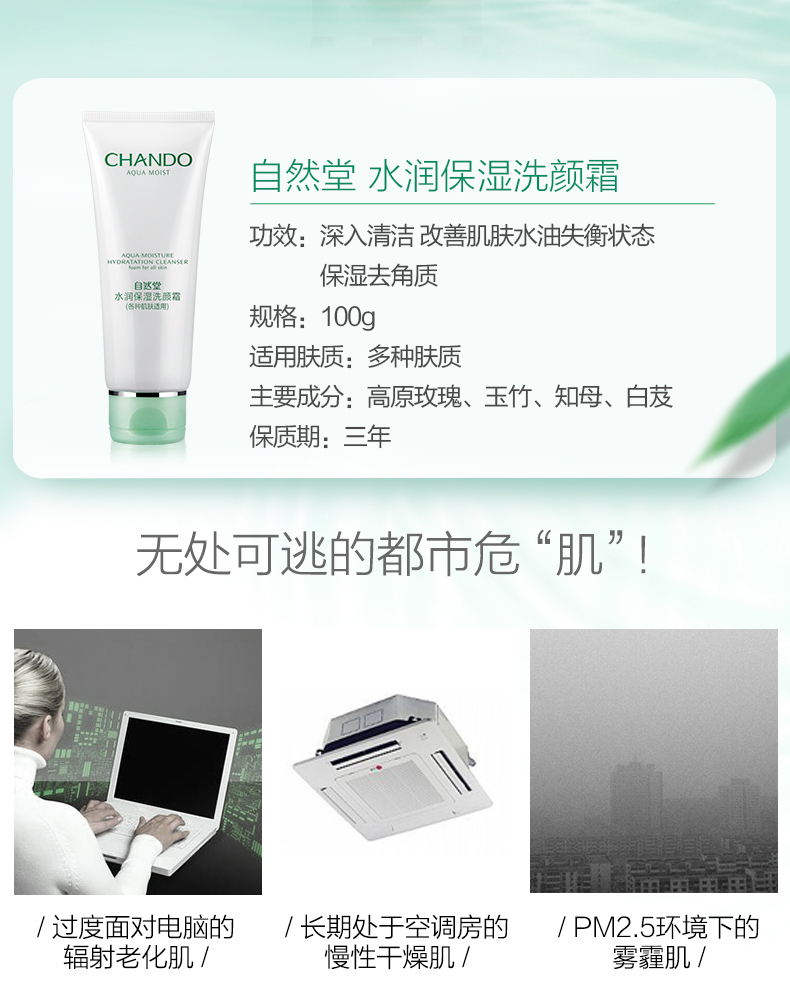 CHANDO
AQUA MOIST
AQUA-MOISTURE
HYDRATATION CLEANSER
foam for all skin
自然堂
水润保湿洗颜霜
(各种肌肤适用)
自然堂 水润保湿洗颜霜
功效：深入清洁 改善肌肤水油失衡状态
保湿去角质
规格：100g
适用肤质：多种肤质
主要成分：高原玫瑰、玉竹、知母、白芨
保质期：三年
无处可逃的都市危“肌”！
/ 过度面对电脑的
辐射老化肌 /
/ 长期处于空调房的
慢性干燥肌 /
/ PM2.5环境下的
雾霾肌 /